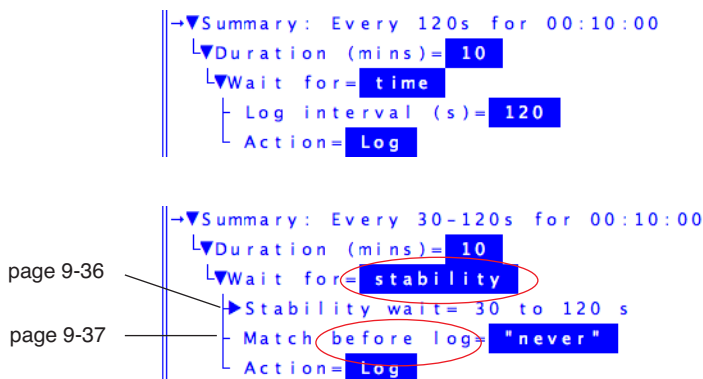 →▼Summary: Every 120s for 00:10:00
▼Duration (mins)= 10
▼Wait for= time
Log interval (s)= 120
Action= Log
→▼Summary: Every 30-120s for 00:10:00
▼Duration (mins)= 10
▼Wait for= stability
page 9-36
▶Stability wait= 30 to 120 s
page 9-37
Match before log= "never"
Action= Log